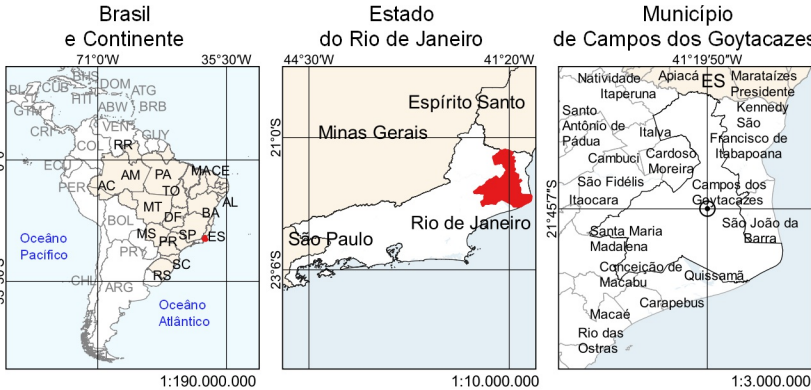 Brasil
e Continente
71°0'W
35°30'W
BHS
CUB
DOM
ATG
HTI
ABW
BRB
GTM
CRI
VEN
GUY
COL
RR
ECU
AM
PA
MA
CE
PER
AC
TO
AL
MT
BA
BOL
DF
MS
SP
ES
PR
PRY
SC
RS
CHL
ARG
Oceâno
Pacífico
Oceâno
Atlântico
1:190.000.000
Estado
do Rio de Janeiro
44°30'W
41°20'W
21°0'S
23°6'S
Espírito Santo
Minas Gerais
Rio de Janeiro
São Paulo
1:10.000.000
Município
de Campos dos Goytacazes
41°19'50"W
21°45'7"S
Natividade
Apiacá
ES
Marataízes
Itaperuna
Presidente
Kennedy
Santo
Antônio de
Pádua
Italva
São
Francisco de
Itabapoana
Cambuci
Cardoso
Moreira
São Fidélis
Campos dos
Goytacazes
Itaocara
São João da
Barra
Santa Maria
Madalena
Conceição de
Macabu
Quissamã
Carapebus
Macaé
Rio das
Ostras